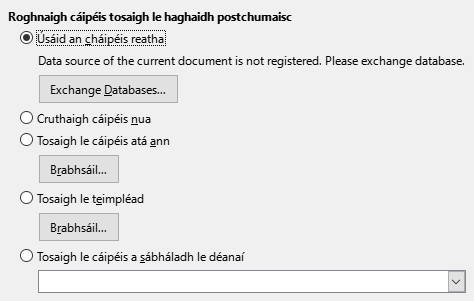 Roghnaigh cáipéis tosaigh le haghaidh postchumaisc
Úsáid an cháipéis reatha
Data source of the current document is not registered. Please exchange database.
Exchange Databases...
Cruthaigh cáipéis nua
Tosaigh le cáipéis atá ann
Brabhsáil...
Tosaigh le teimpléad
Brabhsáil...
Tosaigh le cáipéis a sábháladh le déanaí